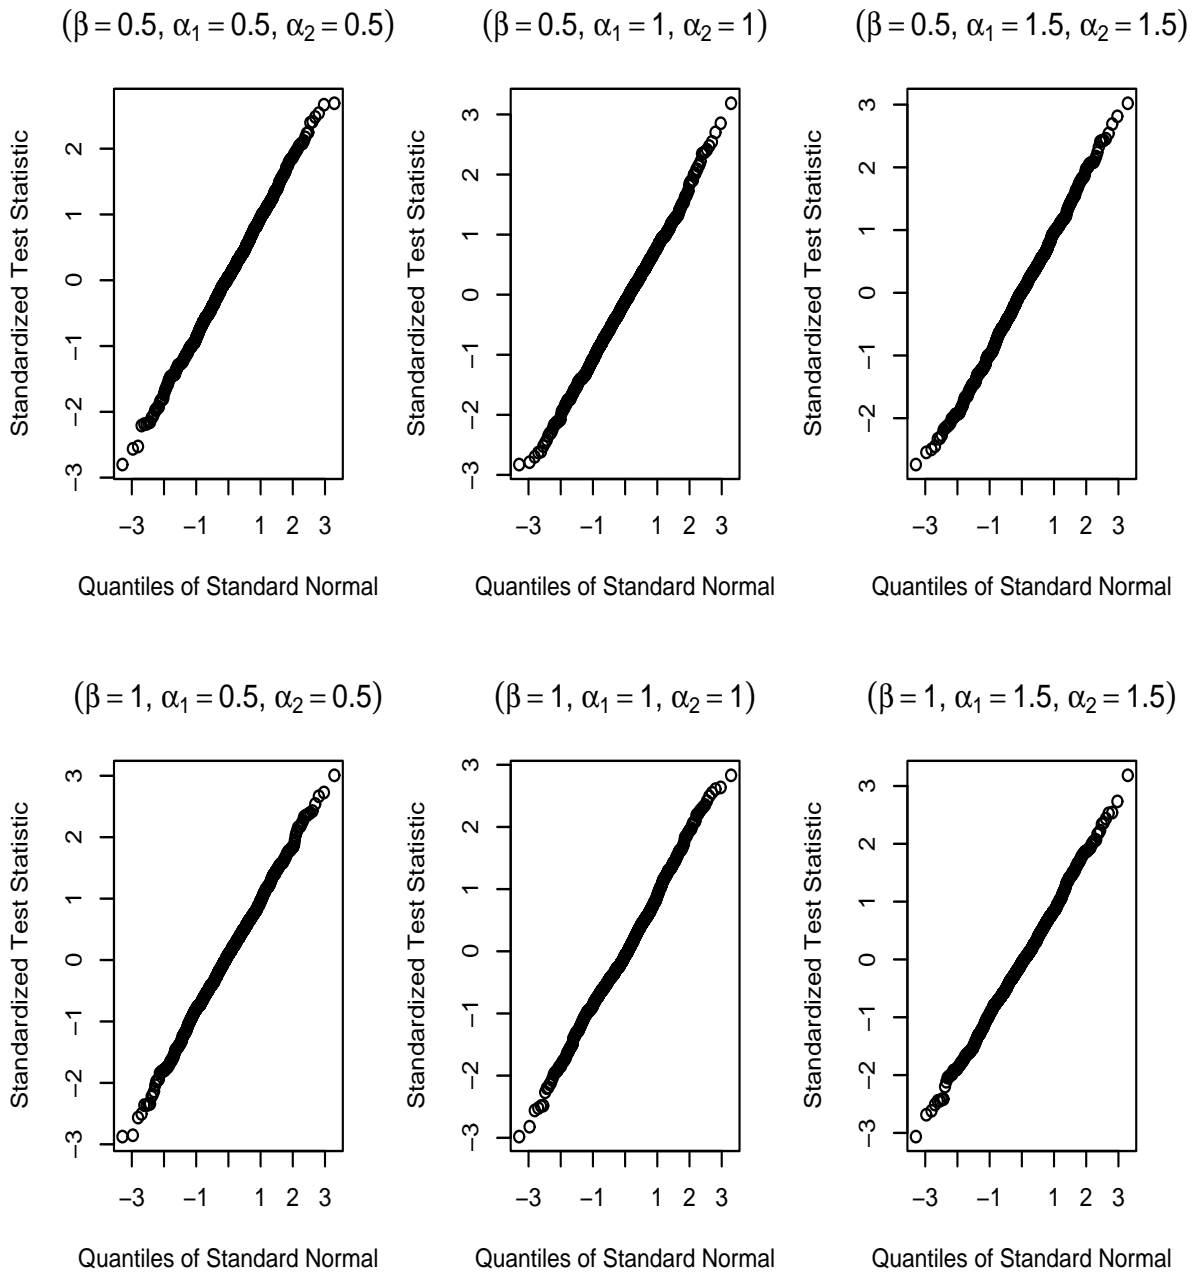 (β = 0.5, α₁ = 0.5, α₂ = 0.5)
Standardized Test Statistic
2
1
0
−1
−2
−3
−3 −1 1 2 3
Quantiles of Standard Normal
(β = 0.5, α₁ = 1, α₂ = 1)
Standardized Test Statistic
3
2
1
0
−1
−2
−3
−3 −1 1 2 3
Quantiles of Standard Normal
(β = 0.5, α₁ = 1.5, α₂ = 1.5)
Standardized Test Statistic
3
2
1
0
−1
−2
−3 −1 1 2 3
Quantiles of Standard Normal
(β = 1, α₁ = 0.5, α₂ = 0.5)
Standardized Test Statistic
3
2
1
0
−1
−2
−3
−3 −1 1 2 3
Quantiles of Standard Normal
(β = 1, α₁ = 1, α₂ = 1)
Standardized Test Statistic
3
2
1
0
−1
−2
−3
−3 −1 1 2 3
Quantiles of Standard Normal
(β = 1, α₁ = 1.5, α₂ = 1.5)
Standardized Test Statistic
3
2
1
0
−1
−2
−3
−3 −1 1 2 3
Quantiles of Standard Normal